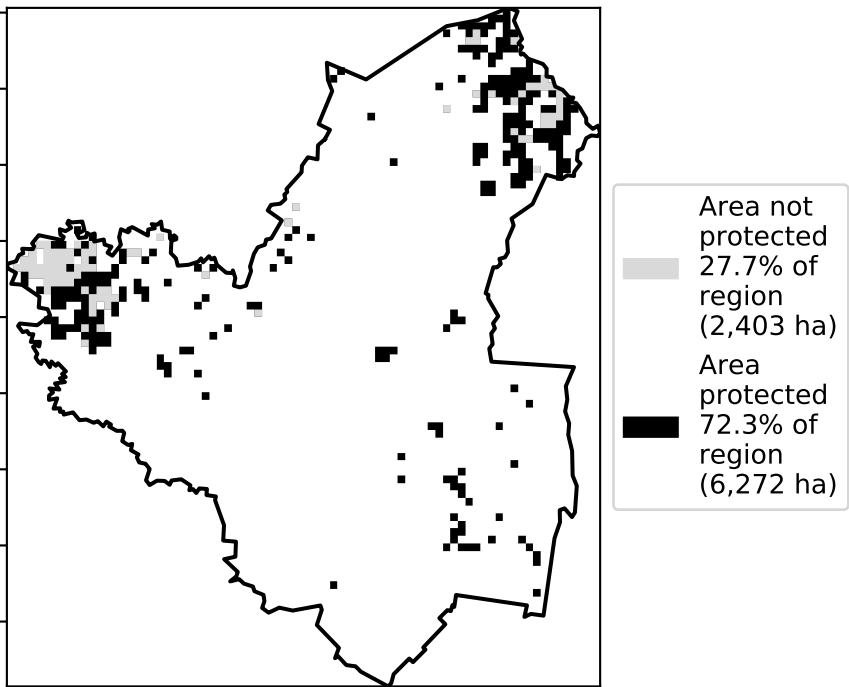 Area not
protected
27.7% of
region
(2,403 ha)
Area
protected
72.3% of
region
(6,272 ha)